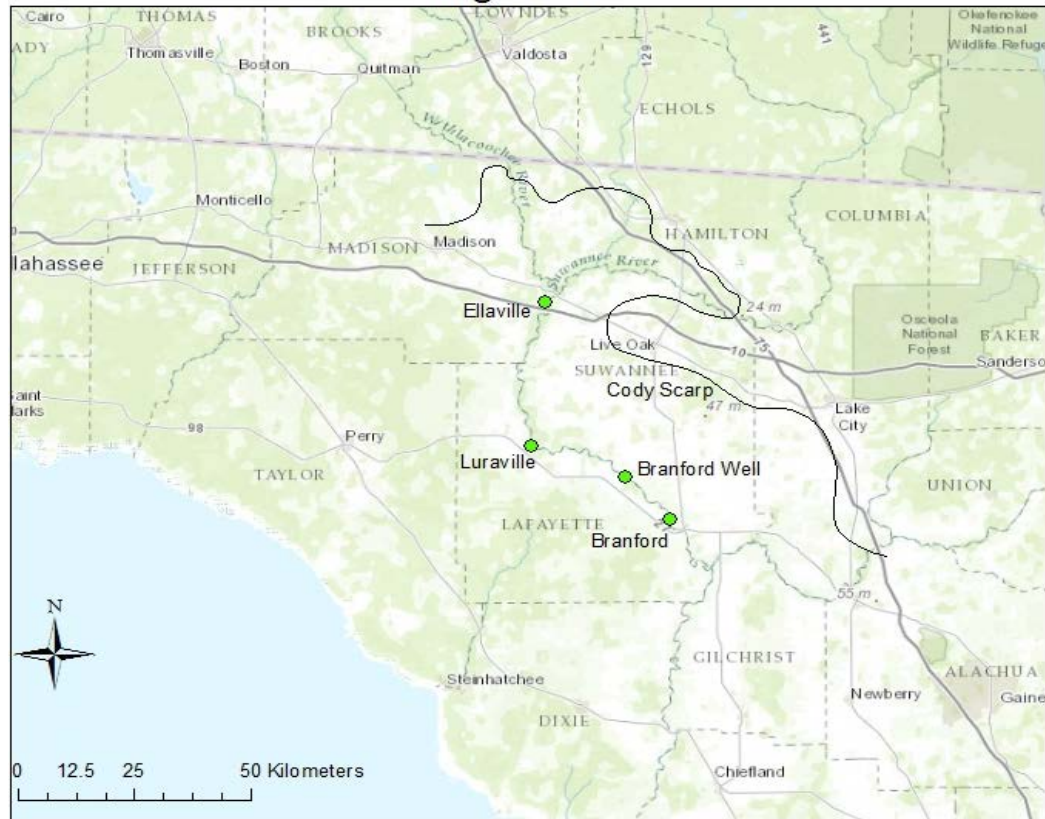 Cairo
THOMAS
BROOKS
LOWNDES
441
Okefenokee
National
Wildlife Refuge
ADY
Thomasville
Boston
Quitman
Valdosta
129
ECHOLS
Withlacoochee River
Monticello
COLUMBIA
MADISON
Madison
HAMILTON
llahassee
JEFFERSON
Suwannee River
Ellaville
24 m
Osceola
National
Forest
BAKER
Live Oak
10
75
Sanderso
SUWANNEE
Cody Scarp
47 m
Lake
City
aint
arks
98
Perry
Luraville
Branford Well
TAYLOR
UNION
LAFAYETTE
Branford
55 m
N
GILCHRIST
ALACHUA
Steinhatchee
Newberry
Gaine
DIXIE
0 12.5 25 50 Kilometers
Chiefland